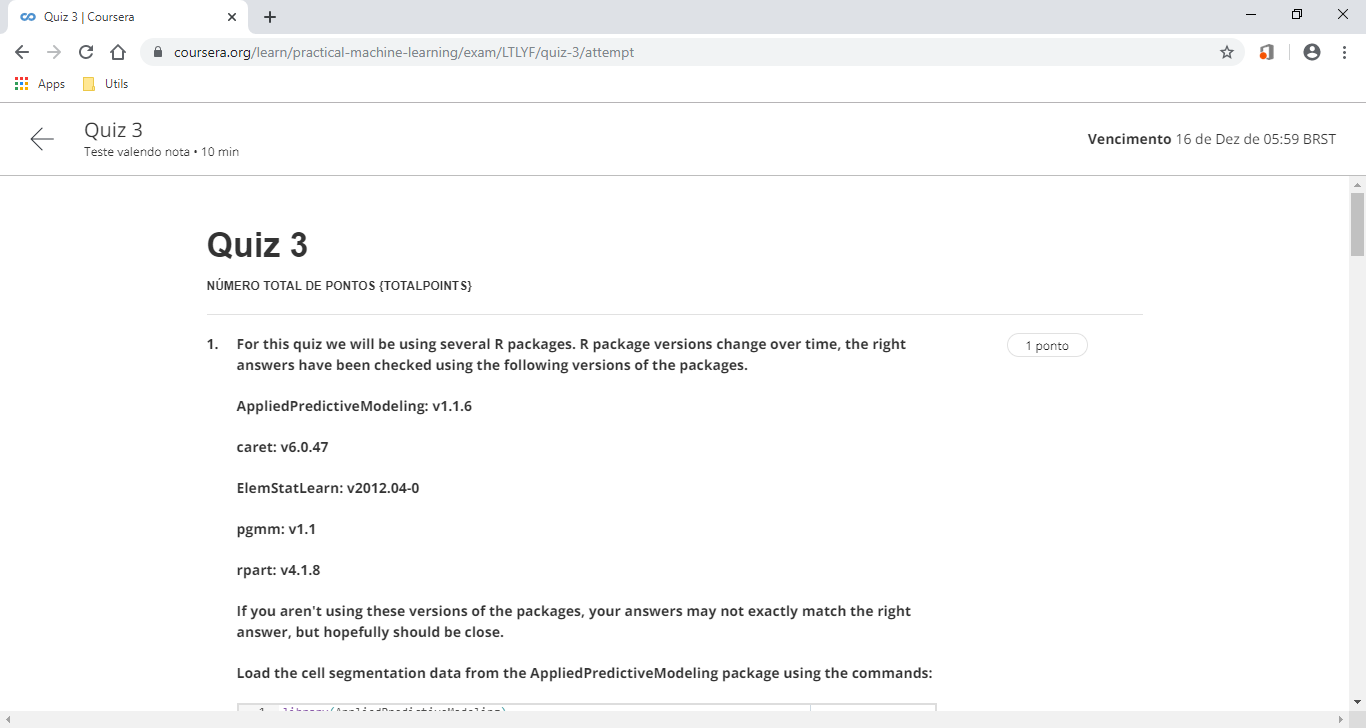 Quiz 3 | Coursera
coursera.org/learn/practical-machine-learning/exam/LTLYF/quiz-3/attempt
Apps Utils
Quiz 3
Teste valendo nota • 10 min
Vencimento 16 de Dez de 05:59 BRST
Quiz 3
NÚMERO TOTAL DE PONTOS {TOTALPOINTS}
1. For this quiz we will be using several R packages. R package versions change over time, the right
answers have been checked using the following versions of the packages.
1 ponto
AppliedPredictiveModeling: v1.1.6
caret: v6.0.47
ElemStatLearn: v2012.04-0
pgmm: v1.1
rpart: v4.1.8
If you aren't using these versions of the packages, your answers may not exactly match the right
answer, but hopefully should be close.
Load the cell segmentation data from the AppliedPredictiveModeling package using the commands:
1 library(AppliedPredictiveModeling)